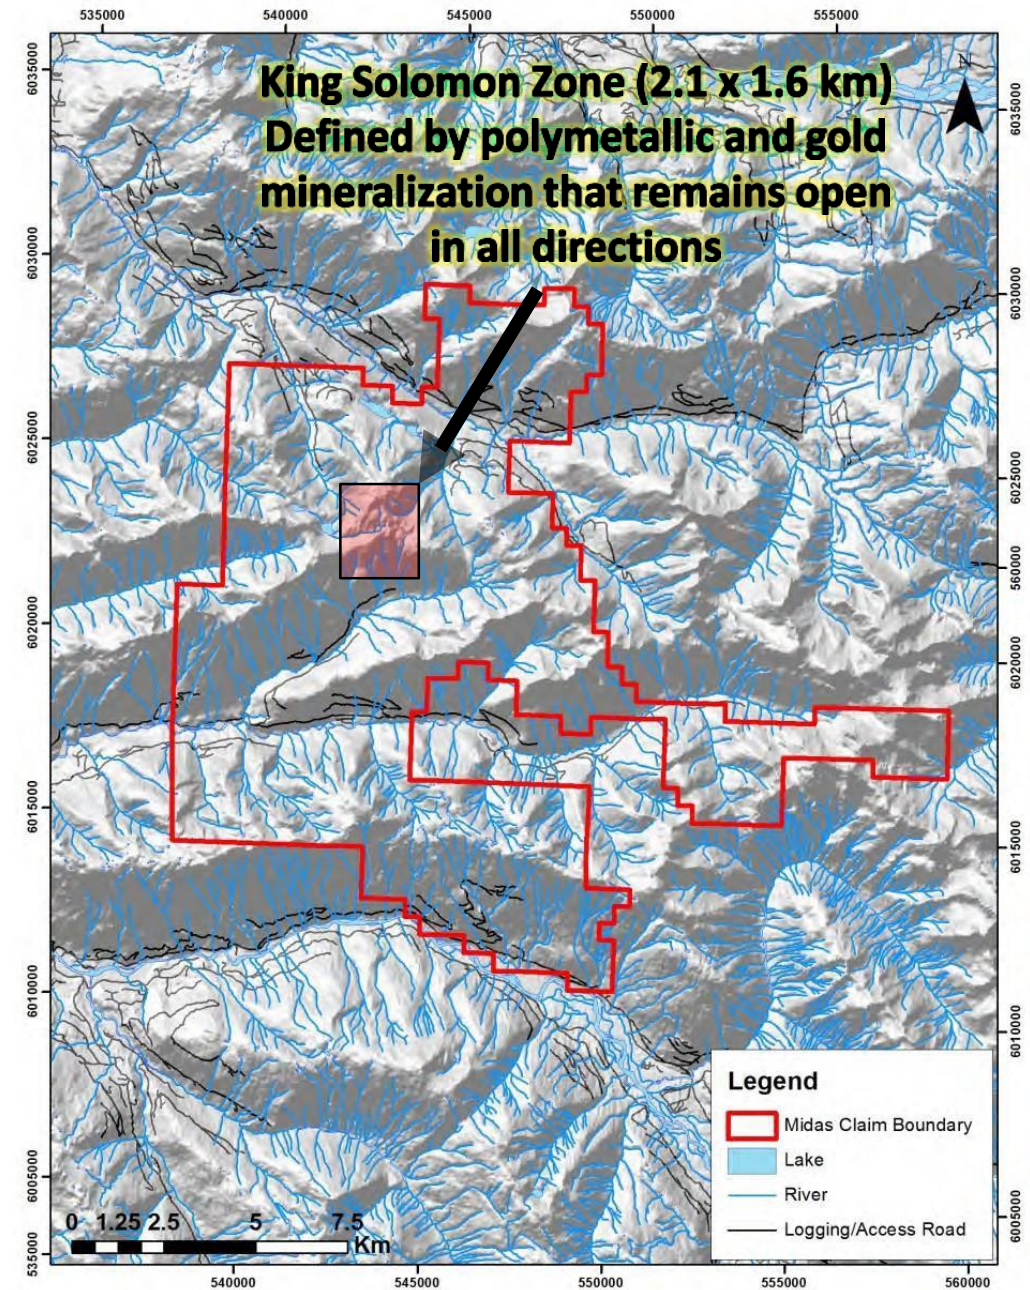 535000 540000 545000 550000 555000
6035000
6035000
N
King Solomon Zone (2.1 x 1.6 km)
Defined by polymetallic and gold
mineralization that remains open
in all directions
6030000
6030000
6025000
6025000
560000
6020000
6020000
6015000
6015000
6010000
6010000
Legend
Midas Claim Boundary
Lake
River
Logging/Access Road
6005000
6005000
0 1.25 2.5 5 7.5
Km
535000
540000 545000 550000 555000 560000